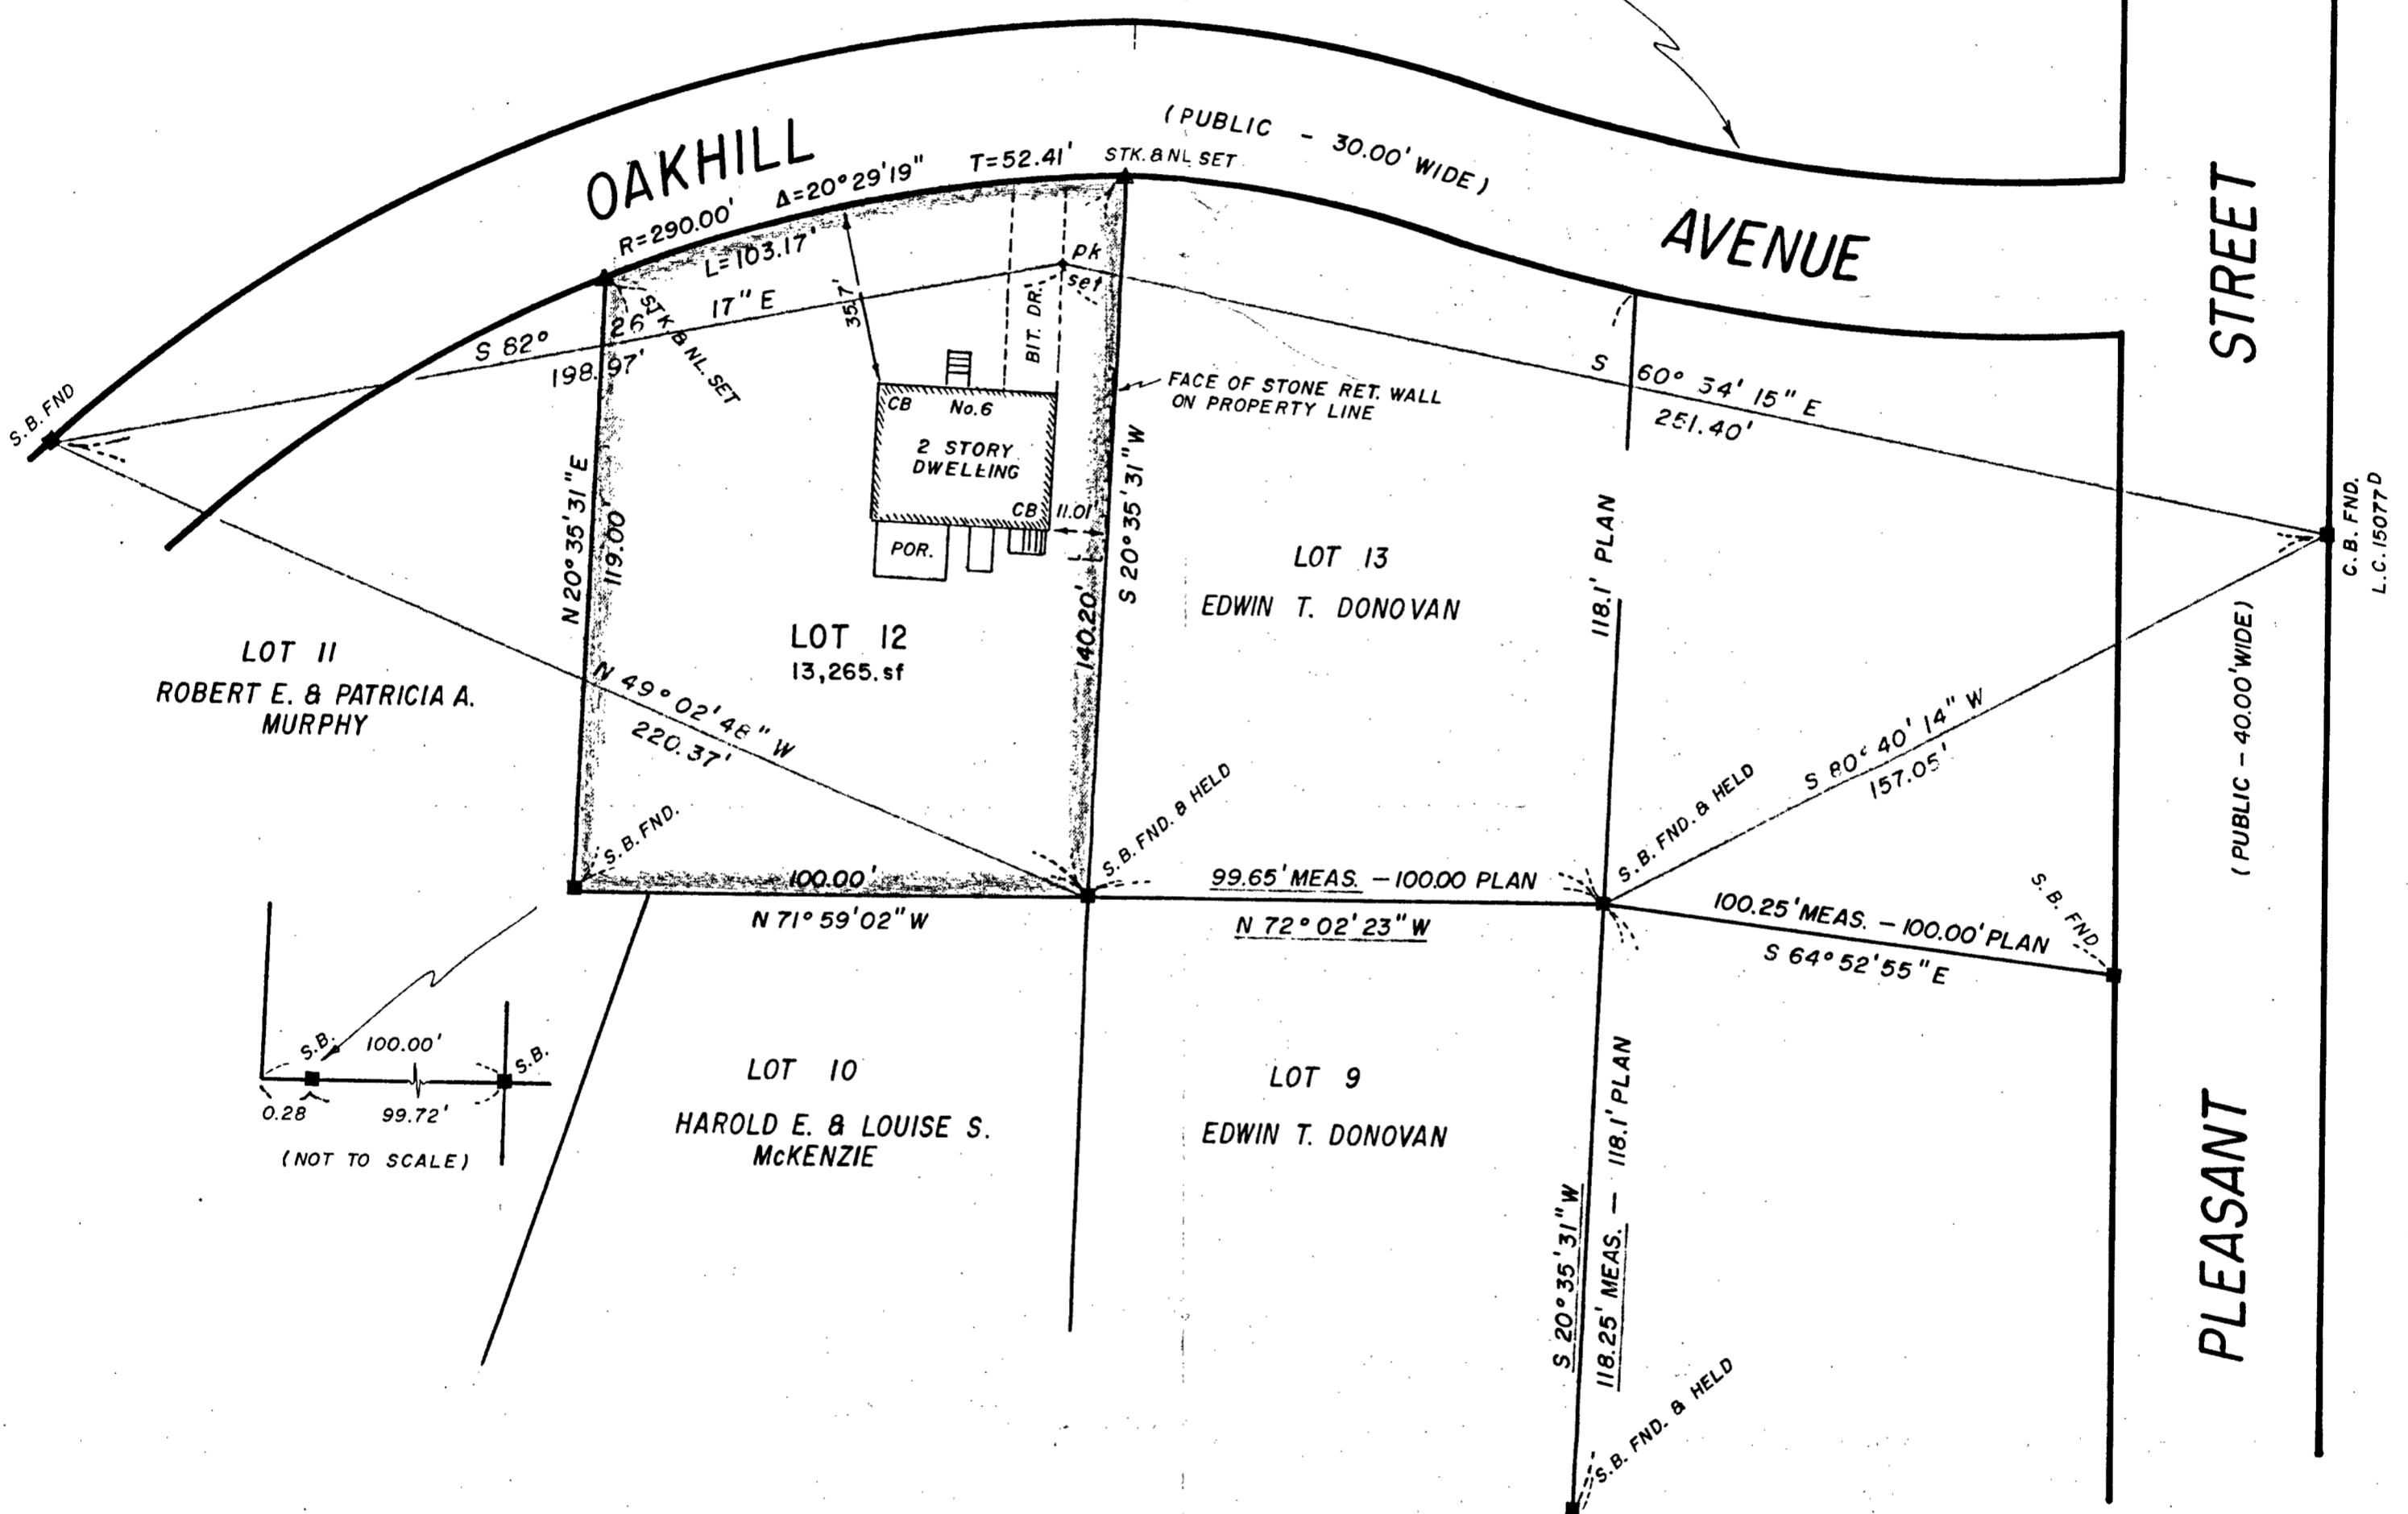 OAKHILL
AVENUE
(PUBLIC - 30.00' WIDE)
R=290.00'
Δ=20°29'19"
T=52.41'
STK. & NL SET
L=103.17'
pk
set
S 82° 26' 17" E
198.97'
STK & NL. SET
35.7'
BIT. DR.
S.B. FND
CB
No.6
2 STORY
DWELLING
CB
11.01'
POR.
FACE OF STONE RET. WALL
ON PROPERTY LINE
S 60° 34' 15" E
251.40'
N 20° 35' 31" E
119.00'
S 20° 35' 31" W
140.20'
LOT 13
EDWIN T. DONOVAN
118.1' PLAN
C.B. FND.
L.C. 15077 D
STREET
(PUBLIC - 40.00' WIDE)
PLEASANT
LOT 11
ROBERT E. & PATRICIA A.
MURPHY
LOT 12
13,265.sf
N 49° 02' 48" W
220.37'
S 80° 40' 14" W
157.05'
S.B. FND.
S.B. FND. & HELD
S.B. FND. & HELD
S.B. FND
100.00'
N 71° 59' 02" W
99.65' MEAS. - 100.00 PLAN
N 72° 02' 23" W
100.25' MEAS. - 100.00' PLAN
S 64° 52' 55" E
S.B.
100.00'
S.B.
0.28
99.72'
(NOT TO SCALE)
LOT 10
HAROLD E. & LOUISE S.
McKENZIE
LOT 9
EDWIN T. DONOVAN
S 20° 35' 31" W
118.25' MEAS. - 118.1' PLAN
S.B. FND. & HELD